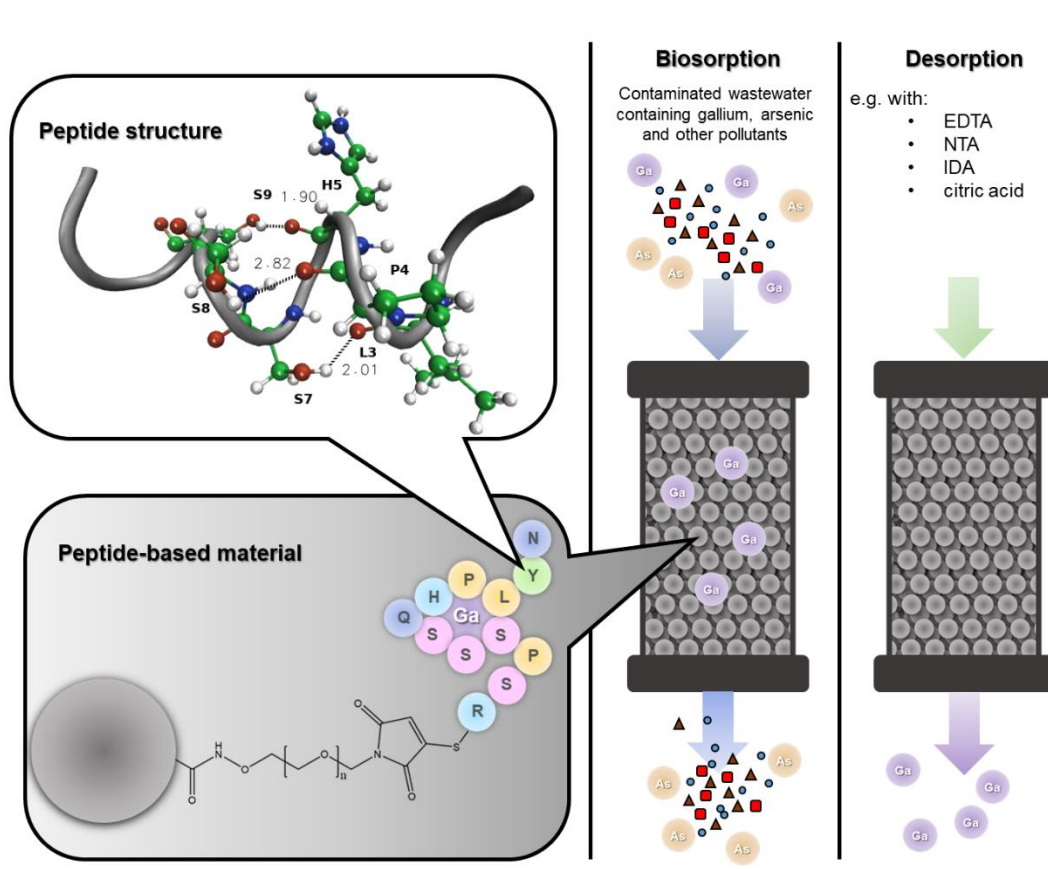 Peptide structure
H5
S9
1.90
2.82
P4
S8
L3
2.01
S7
Peptide-based material
N
Y
P
H
L
Q
Ga
S
S
S
P
S
R
H
N
O
O
O
n
N
O
O
S
Biosorption
Contaminated wastewater
containing gallium, arsenic
and other pollutants
Ga
Ga
As
As
As
Ga
Ga
Ga
Ga
Ga
As
As
As
As
Desorption
e.g. with:
• EDTA
• NTA
• IDA
• citric acid
Ga
Ga
Ga
Ga